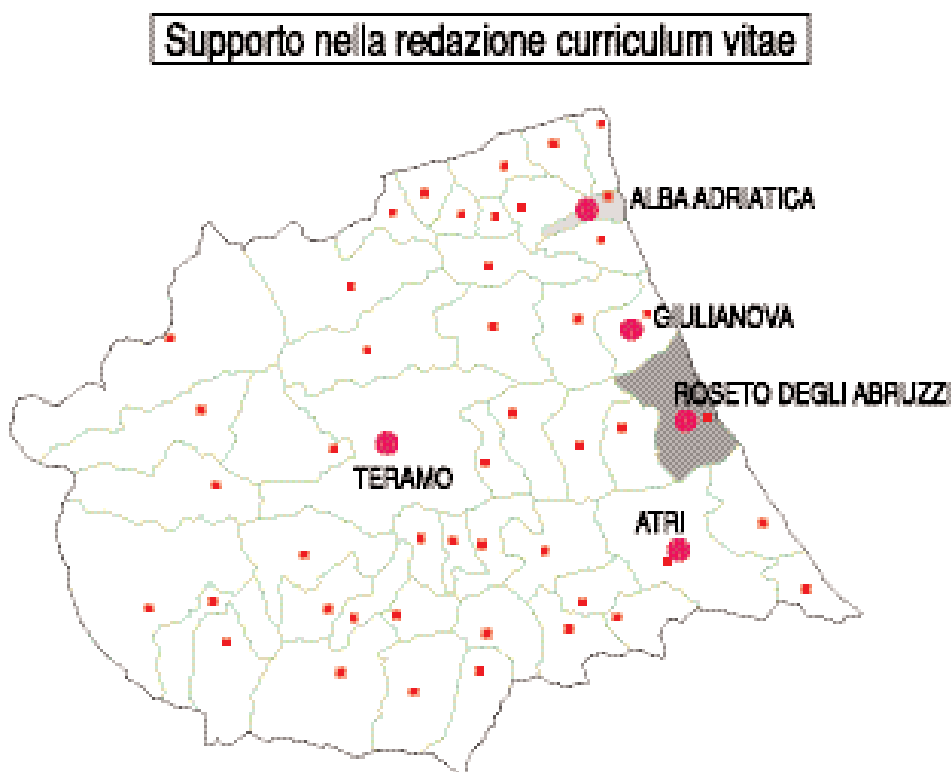 Supporto nella redazione curriculum vitae
ALBA ADRIATICA
GIULIANOVA
ROSETO DEGLI ABRUZZI
TERAMO
ATRI